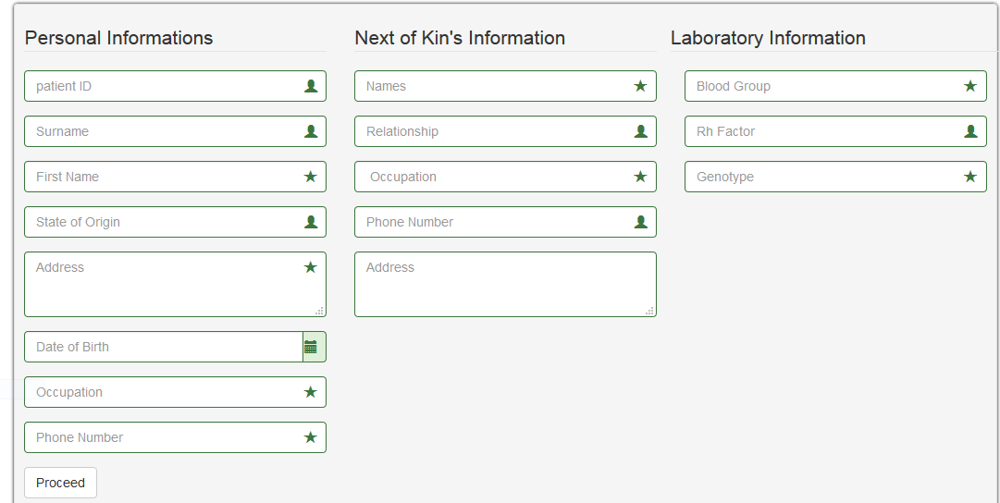 Personal Informations
patient ID
Surname
First Name
State of Origin
Address
Date of Birth
Occupation
Phone Number
Proceed
Next of Kin's Information
Names
Relationship
Occupation
Phone Number
Address
Laboratory Information
Blood Group
Rh Factor
Genotype